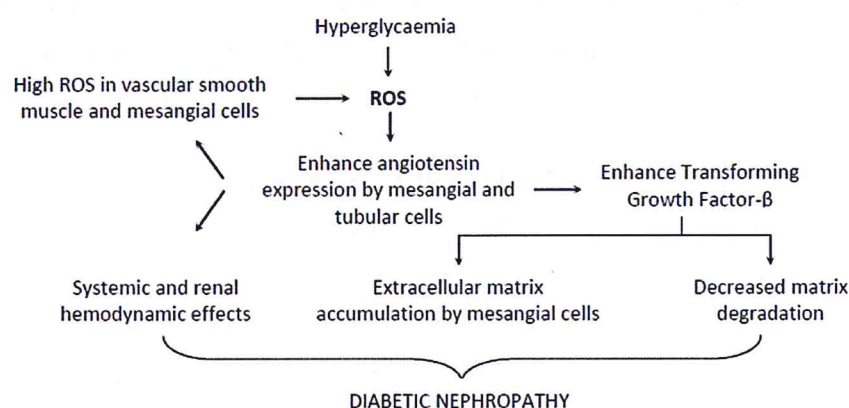 Hyperglycaemia
High ROS in vascular smooth
muscle and mesangial cells
ROS
Enhance angiotensin
expression by mesangial and
tubular cells
Enhance Transforming
Growth Factor-β
Systemic and renal
hemodynamic effects
Extracellular matrix
accumulation by mesangial cells
Decreased matrix
degradation
DIABETIC NEPHROPATHY